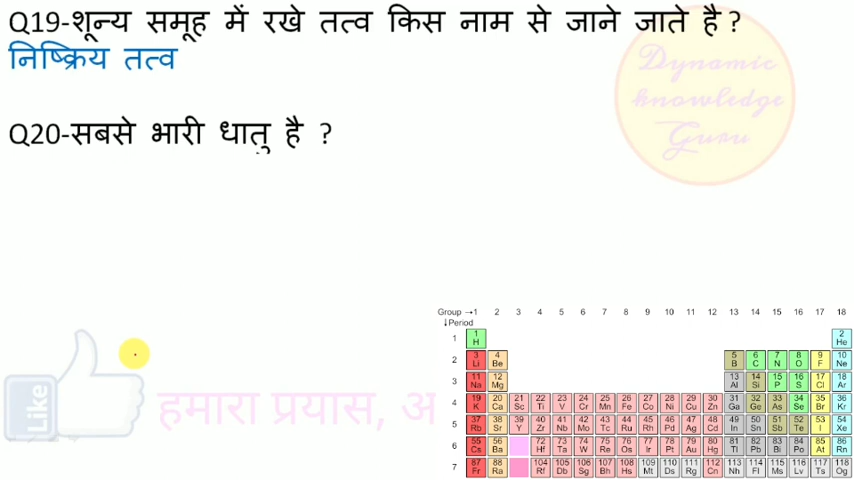 Q19-शून्य समूह में रखे तत्व किस नाम से जाने जाते है ?
निष्क्रिय तत्व
Q20-सबसे भारी धातु है ?
Dynamic
knowledge
Guru
Like
हमारा प्रयास, अ
Group →1 2 3 4 5 6 7 8 9 10 11 12 13 14 15 16 17 18
↓Period
1 1 2
H He
2 3 4 5 6 7 8 9 10
Li Be B C N O F Ne
3 11 12 13 14 15 16 17 18
Na Mg Al Si P S Cl Ar
4 19 20 21 22 23 24 25 26 27 28 29 30 31 32 33 34 35 36
K Ca Sc Ti V Cr Mn Fe Co Ni Cu Zn Ga Ge As Se Br Kr
5 37 38 39 40 41 42 43 44 45 46 47 48 49 50 51 52 53 54
Rb Sr Y Zr Nb Mo Tc Ru Rh Pd Ag Cd In Sn Sb Te I Xe
6 55 56 72 73 74 75 76 77 78 79 80 81 82 83 84 85 86
Cs Ba Hf Ta W Re Os Ir Pt Au Hg Tl Pb Bi Po At Rn
7 87 88 104 105 106 107 108 109 110 111 112 113 114 115 116 117 118
Fr Ra Rf Db Sg Bh Hs Mt Ds Rg Cn Nh Fl Mc Lv Ts Og